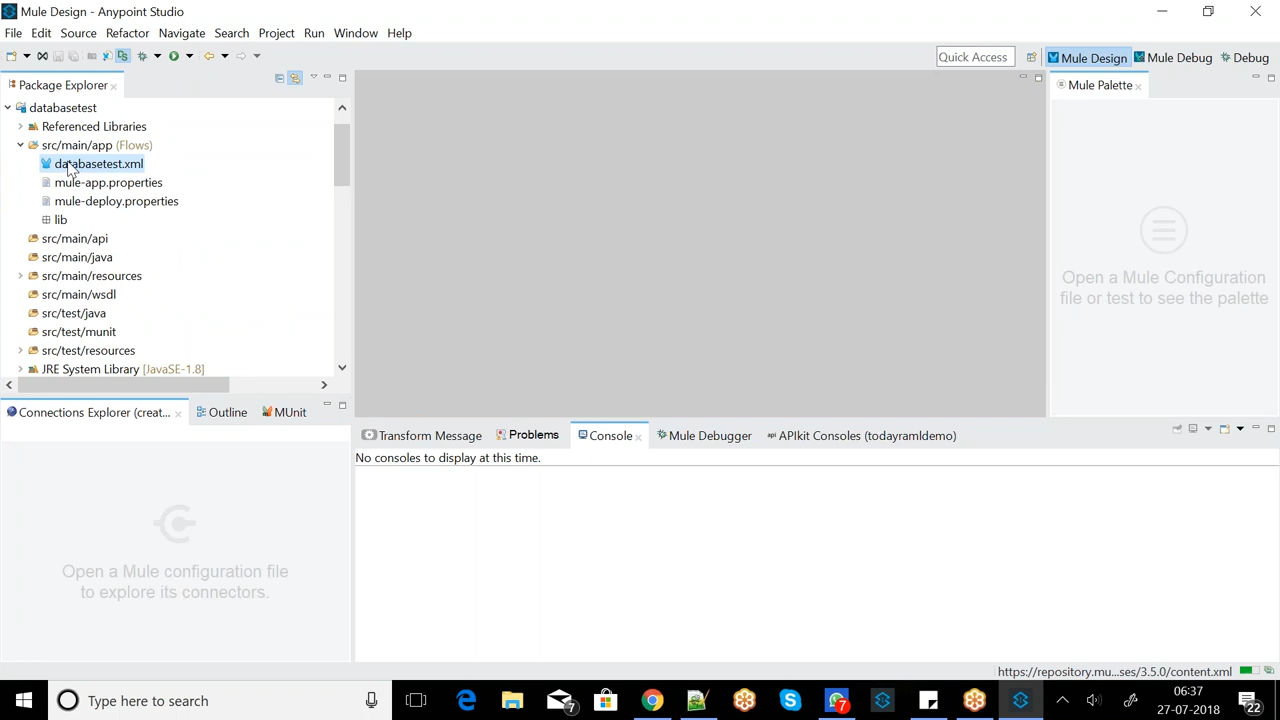 Mule Design - Anypoint Studio
File Edit Source Refactor Navigate Search Project Run Window Help
Quick Access Mule Design Mule Debug Debug
Package Explorer
Mule Palette
databasetest
Referenced Libraries
src/main/app (Flows)
databasetest.xml
mule-app.properties
mule-deploy.properties
lib
src/main/api
src/main/java
src/main/resources
src/main/wsdl
src/test/java
src/test/munit
src/test/resources
JRE System Library [JavaSE-1.8]
Open a Mule Configuration
file or test to see the palette
Connections Explorer (creat... Outline MUnit
Open a Mule configuration file
to explore its connectors.
Transform Message Problems Console Mule Debugger api APIkit Consoles (todayramldemo)
No consoles to display at this time.
https://repository.mu...ses/3.5.0/content.xml
Type here to search
7
7
06:37
27-07-2018
22